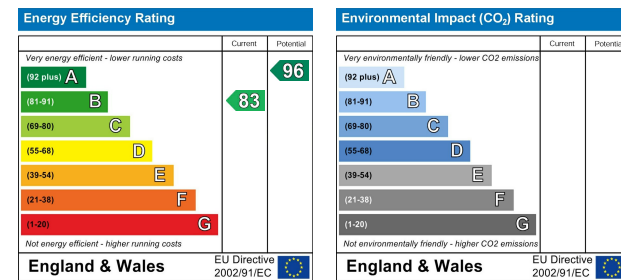 Energy Efficiency Rating
Current Potential
Very energy efficient - lower running costs
(92 plus) A
(81-91) B
(69-80) C
(55-68) D
(39-54) E
(21-38) F
(1-20) G
83
96
Not energy efficient - higher running costs
England & Wales
EU Directive
2002/91/EC
Environmental Impact (CO2) Rating
Current Potential
Very environmentally friendly - lower CO2 emissions
(92 plus) A
(81-91) B
(69-80) C
(55-68) D
(39-54) E
(21-38) F
(1-20) G
Not environmentally friendly - higher CO2 emissions
England & Wales
EU Directive
2002/91/EC